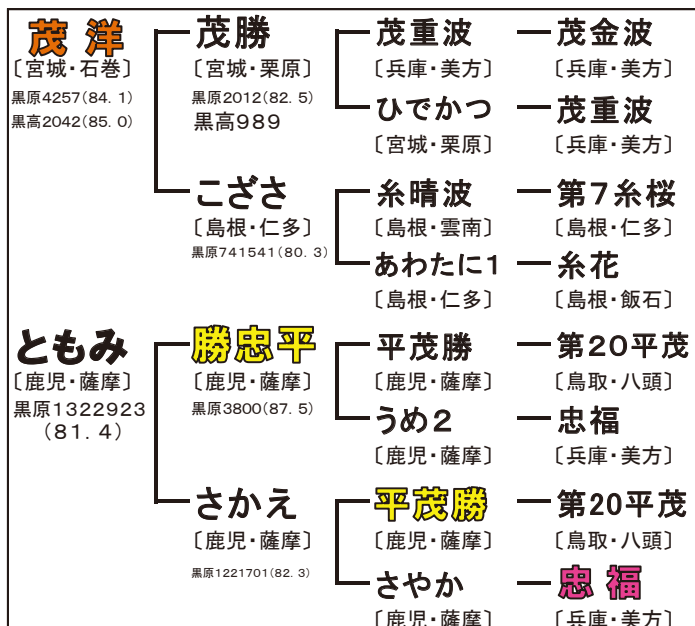 茂洋
〔宮城・石巻〕
黒原4257(84.1)
黒高2042(85.0)
茂勝
〔宮城・栗原〕
黒原2012(82.5)
黒高989
茂重波
〔兵庫・美方〕
茂金波
〔兵庫・美方〕
ひでかつ
〔宮城・栗原〕
茂重波
〔兵庫・美方〕
こざさ
〔島根・仁多〕
黒原741541(80.3)
糸晴波
〔島根・雲南〕
第7糸桜
〔島根・仁多〕
あわたに1
〔島根・仁多〕
糸花
〔島根・飯石〕
ともみ
〔鹿児・薩摩〕
黒原1322923
(81.4)
勝忠平
〔鹿児・薩摩〕
黒原3800(87.5)
平茂勝
〔鹿児・薩摩〕
第20平茂
〔鳥取・八頭〕
うめ2
〔鹿児・薩摩〕
忠福
〔兵庫・美方〕
さかえ
〔鹿児・薩摩〕
黒原1221701(82.3)
平茂勝
〔鹿児・薩摩〕
第20平茂
〔鳥取・八頭〕
さやか
〔鹿児・薩摩〕
忠福
〔兵庫・美方〕